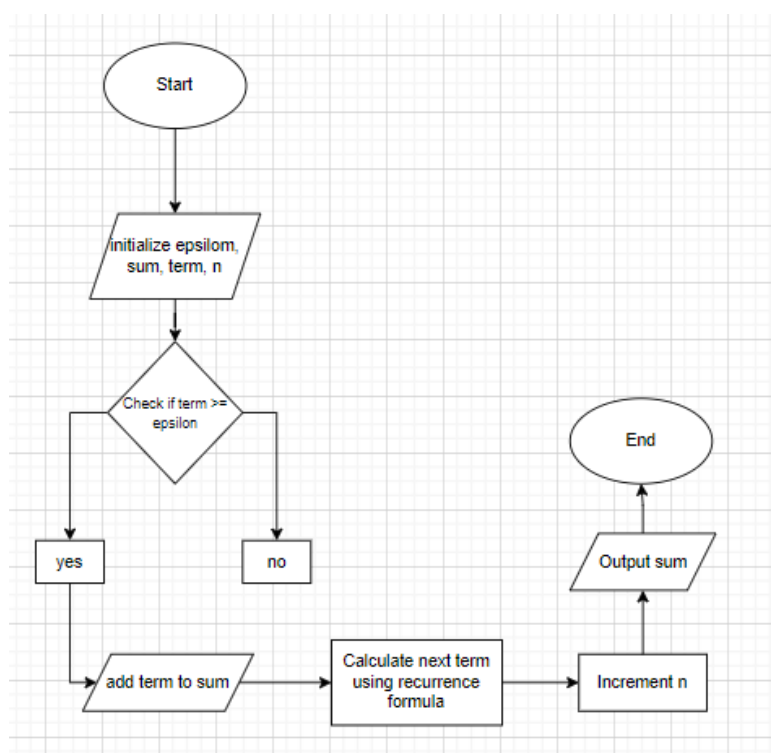 Start
initialize epsilom,
sum, term, n
Check if term >=
epsilon
End
yes
no
Output sum
add term to sum
Calculate next term
using recurrence
formula
Increment n